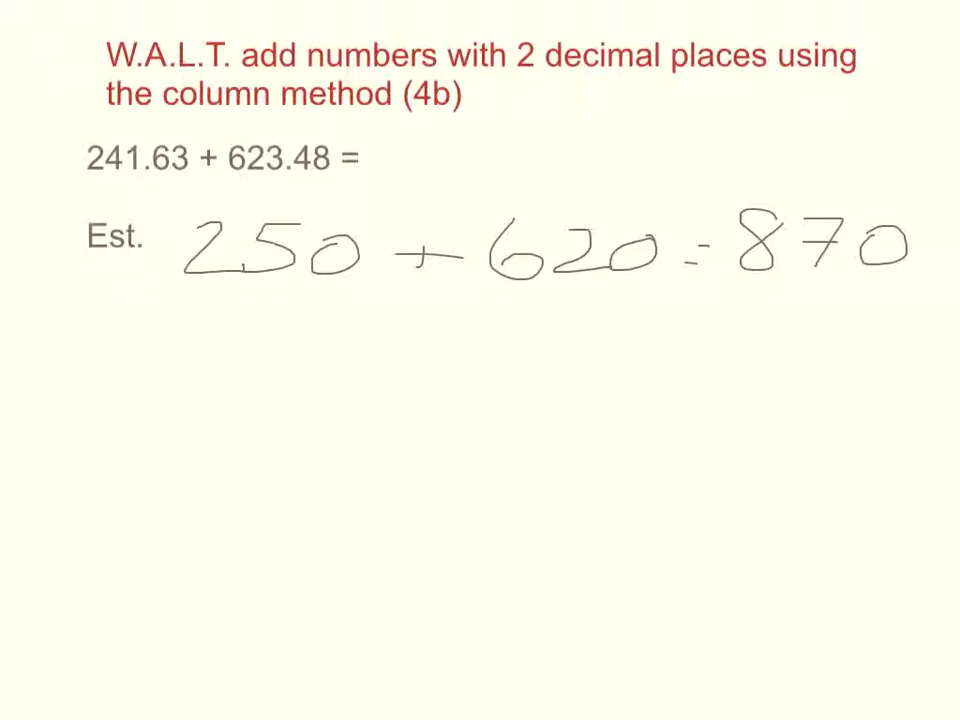 W.A.L.T. add numbers with 2 decimal places using
the column method (4b)
241.63 + 623.48 =
Est. 250 + 620 = 870